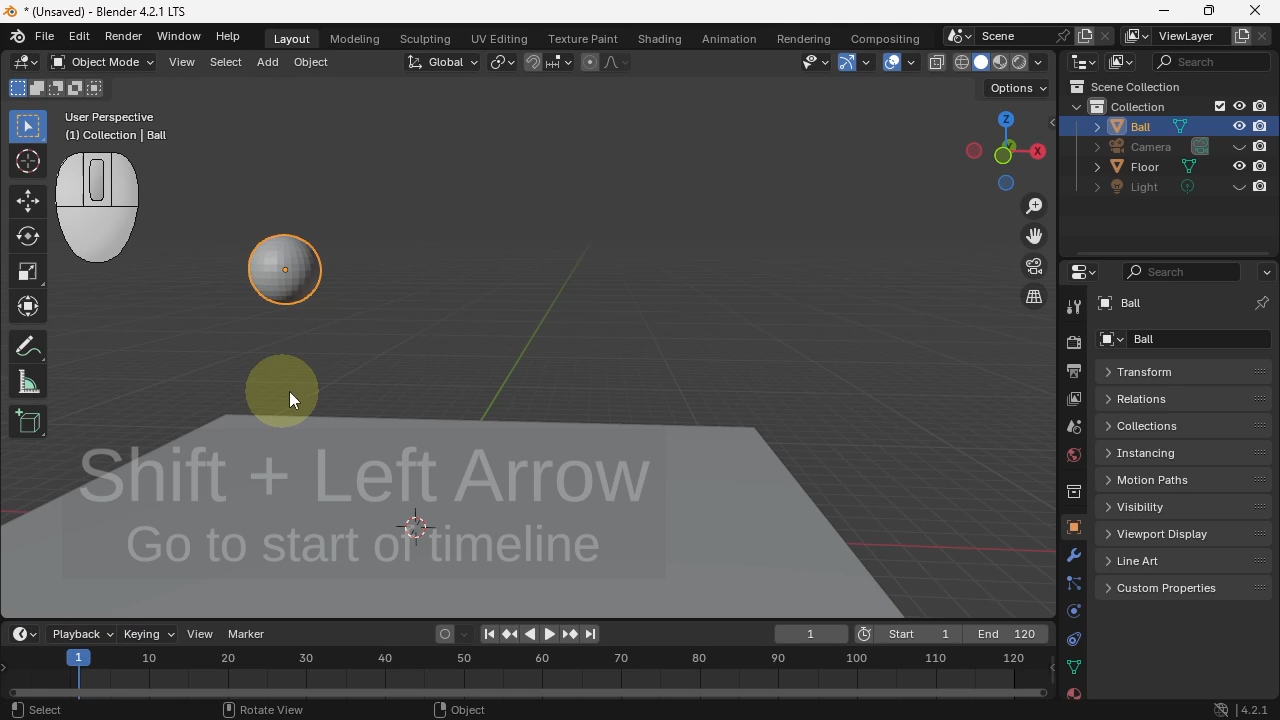 * (Unsaved) - Blender 4.2.1 LTS
File Edit Render Window Help
Layout Modeling Sculpting UV Editing Texture Paint Shading Animation Rendering Compositing
Scene
ViewLayer
Object Mode View Select Add Object
Global
Search
Options
User Perspective
(1) Collection | Ball
Z
Y
X
Scene Collection
Collection
Ball
Camera
Floor
Light
Search
Ball
Ball
Transform
Relations
Collections
Instancing
Motion Paths
Visibility
Viewport Display
Line Art
Custom Properties
Shift + Left Arrow
Go to start of timeline
Playback Keying View Marker
1
Start 1
End 120
1 10 20 30 40 50 60 70 80 90 100 110 120
Select
Rotate View
Object
4.2.1